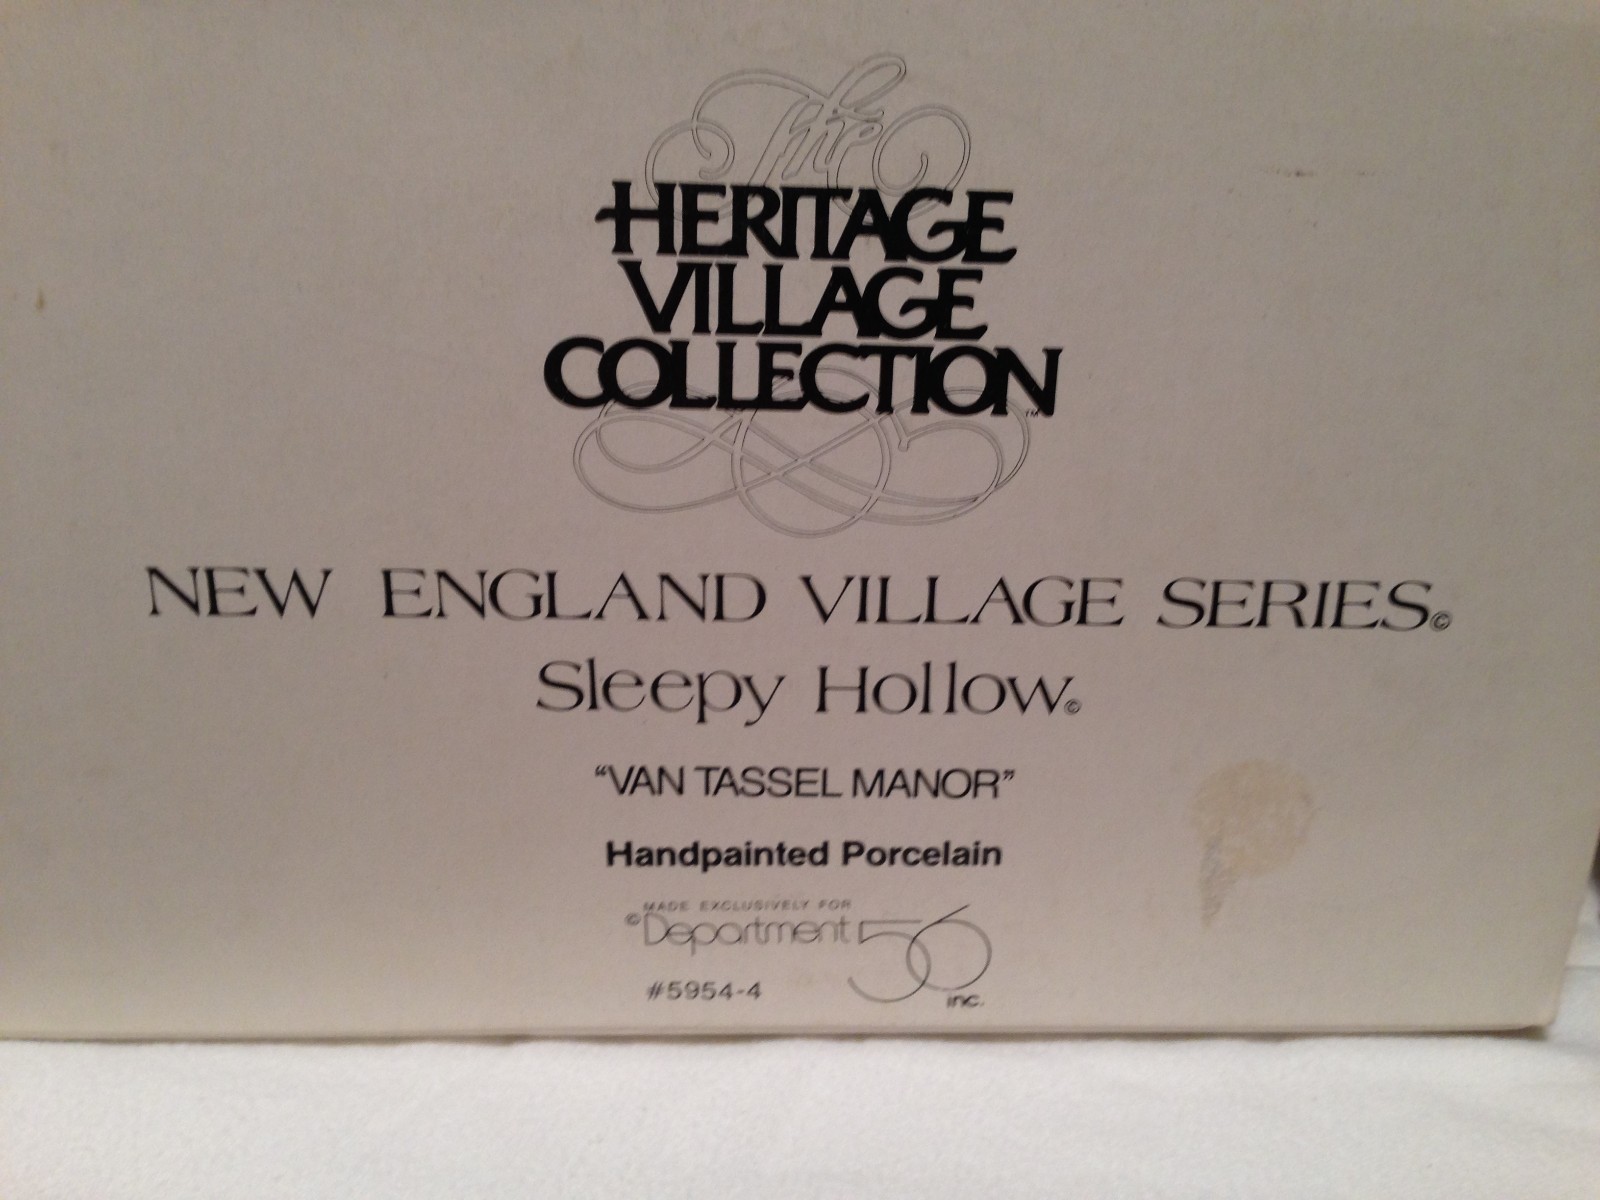 The
HERITAGE
VILLAGE
COLLECTION™
NEW ENGLAND VILLAGE SERIES©
Sleepy Hollow©
“VAN TASSEL MANOR”
Handpainted Porcelain
MADE EXCLUSIVELY FOR
©Department 56
#5954-4 inc.